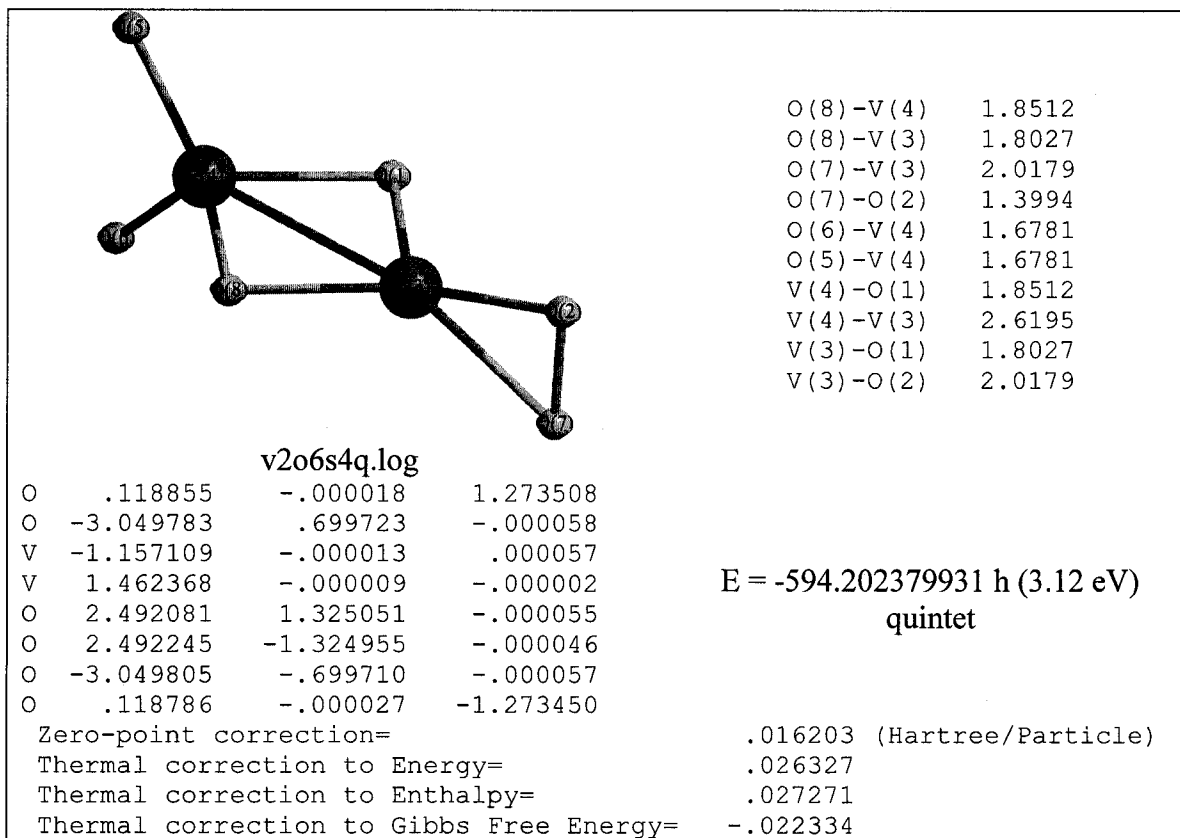 5
1
8
2
7
O(8)-V(4) 1.8512
O(8)-V(3) 1.8027
O(7)-V(3) 2.0179
O(7)-O(2) 1.3994
O(6)-V(4) 1.6781
O(5)-V(4) 1.6781
V(4)-O(1) 1.8512
V(4)-V(3) 2.6195
V(3)-O(1) 1.8027
V(3)-O(2) 2.0179
v2o6s4q.log
O .118855 -.000018 1.273508
O -3.049783 .699723 -.000058
V -1.157109 -.000013 .000057
V 1.462368 -.000009 -.000002
O 2.492081 1.325051 -.000055
O 2.492245 -1.324955 -.000046
O -3.049805 -.699710 -.000057
O .118786 -.000027 -1.273450
E = -594.202379931 h (3.12 eV)
quintet
Zero-point correction= .016203 (Hartree/Particle)
Thermal correction to Energy= .026327
Thermal correction to Enthalpy= .027271
Thermal correction to Gibbs Free Energy= -.022334